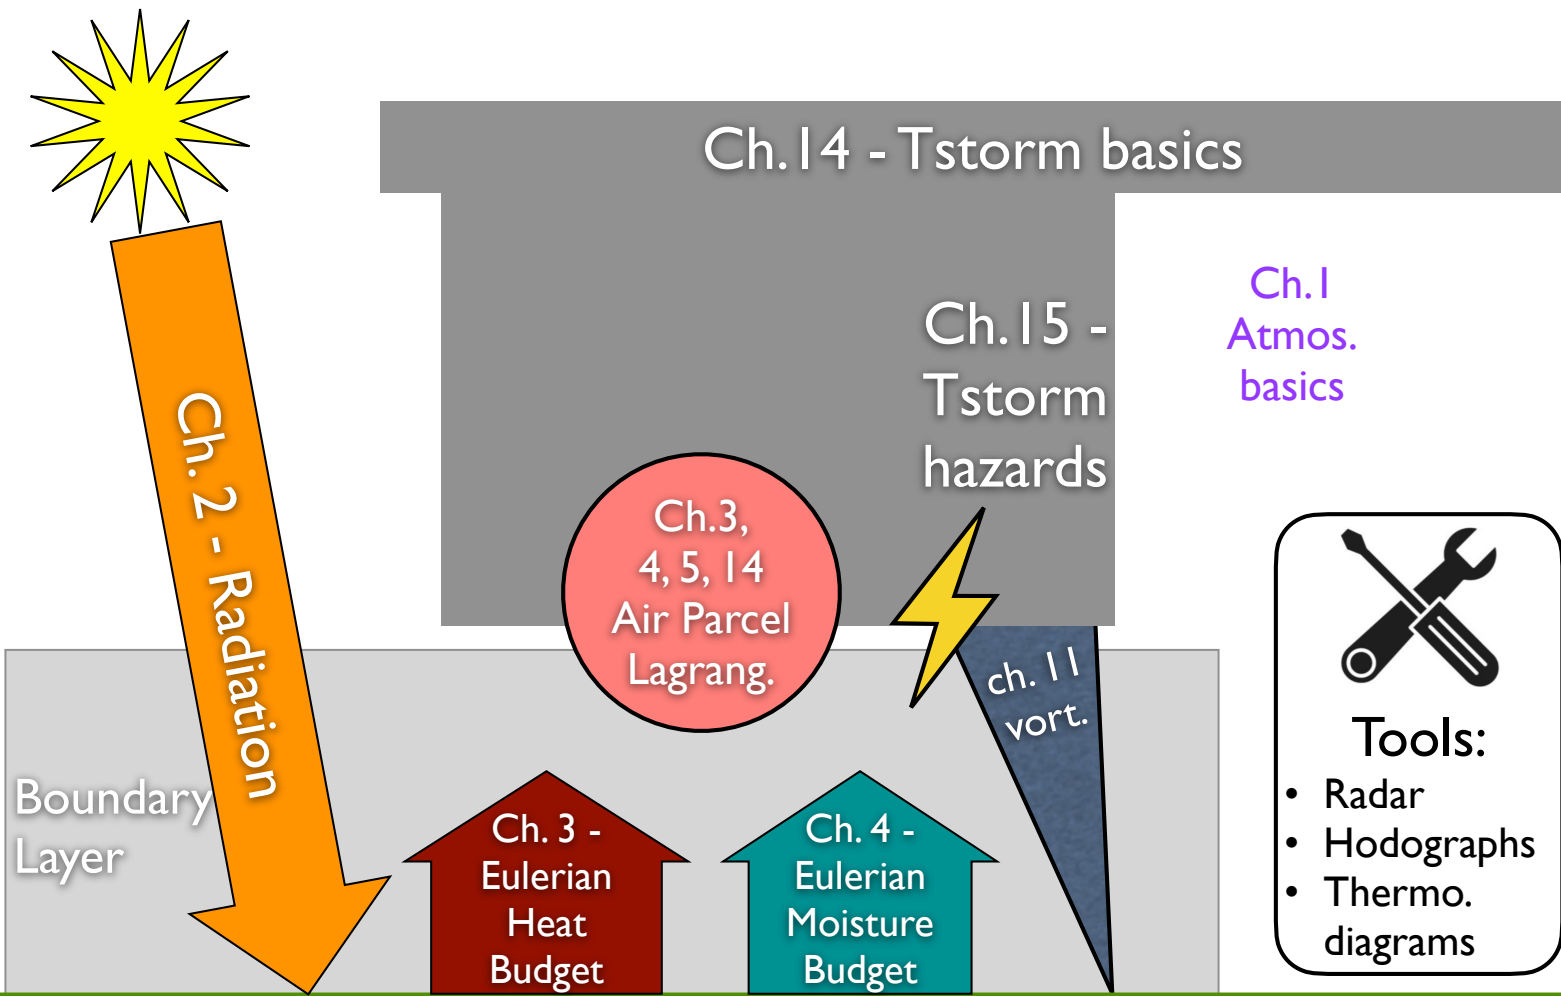 Ch.14 - Tstorm basics
Ch.1
Atmos.
basics
Ch.15 -
Tstorm
hazards
Ch. 2 - Radiation
Ch.3,
4, 5, 14
Air Parcel
Lagrang.
ch. 11
vort.
Boundary
Layer
Ch. 3 -
Eulerian
Heat
Budget
Ch. 4 -
Eulerian
Moisture
Budget
Tools:
• Radar
• Hodographs
• Thermo.
diagrams